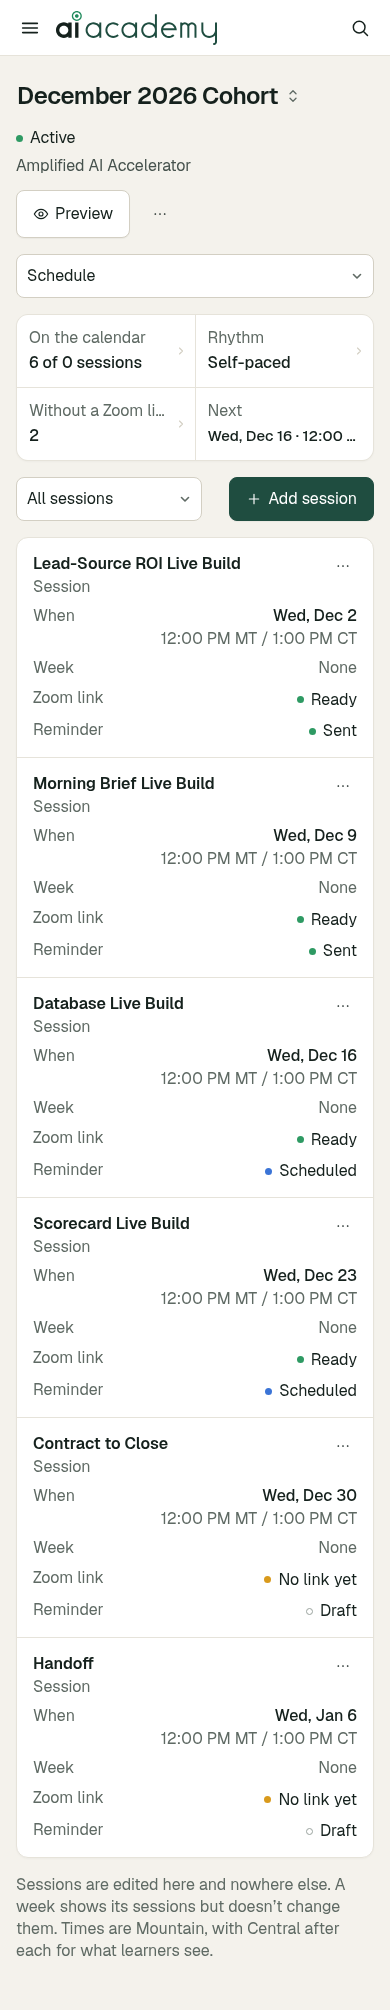 ai academy
December 2026 Cohort
Active
Amplified AI Accelerator
Preview
...
Schedule
On the calendar
6 of 0 sessions
Rhythm
Self-paced
Without a Zoom li...
2
Next
Wed, Dec 16 · 12:00 ...
All sessions
+ Add session
Lead-Source ROI Live Build ...
Session
When Wed, Dec 2
12:00 PM MT / 1:00 PM CT
Week None
Zoom link Ready
Reminder Sent
Morning Brief Live Build ...
Session
When Wed, Dec 9
12:00 PM MT / 1:00 PM CT
Week None
Zoom link Ready
Reminder Sent
Database Live Build ...
Session
When Wed, Dec 16
12:00 PM MT / 1:00 PM CT
Week None
Zoom link Ready
Reminder Scheduled
Scorecard Live Build ...
Session
When Wed, Dec 23
12:00 PM MT / 1:00 PM CT
Week None
Zoom link Ready
Reminder Scheduled
Contract to Close ...
Session
When Wed, Dec 30
12:00 PM MT / 1:00 PM CT
Week None
Zoom link No link yet
Reminder Draft
Handoff ...
Session
When Wed, Jan 6
12:00 PM MT / 1:00 PM CT
Week None
Zoom link No link yet
Reminder Draft
Sessions are edited here and nowhere else. A
week shows its sessions but doesn’t change
them. Times are Mountain, with Central after
each for what learners see.